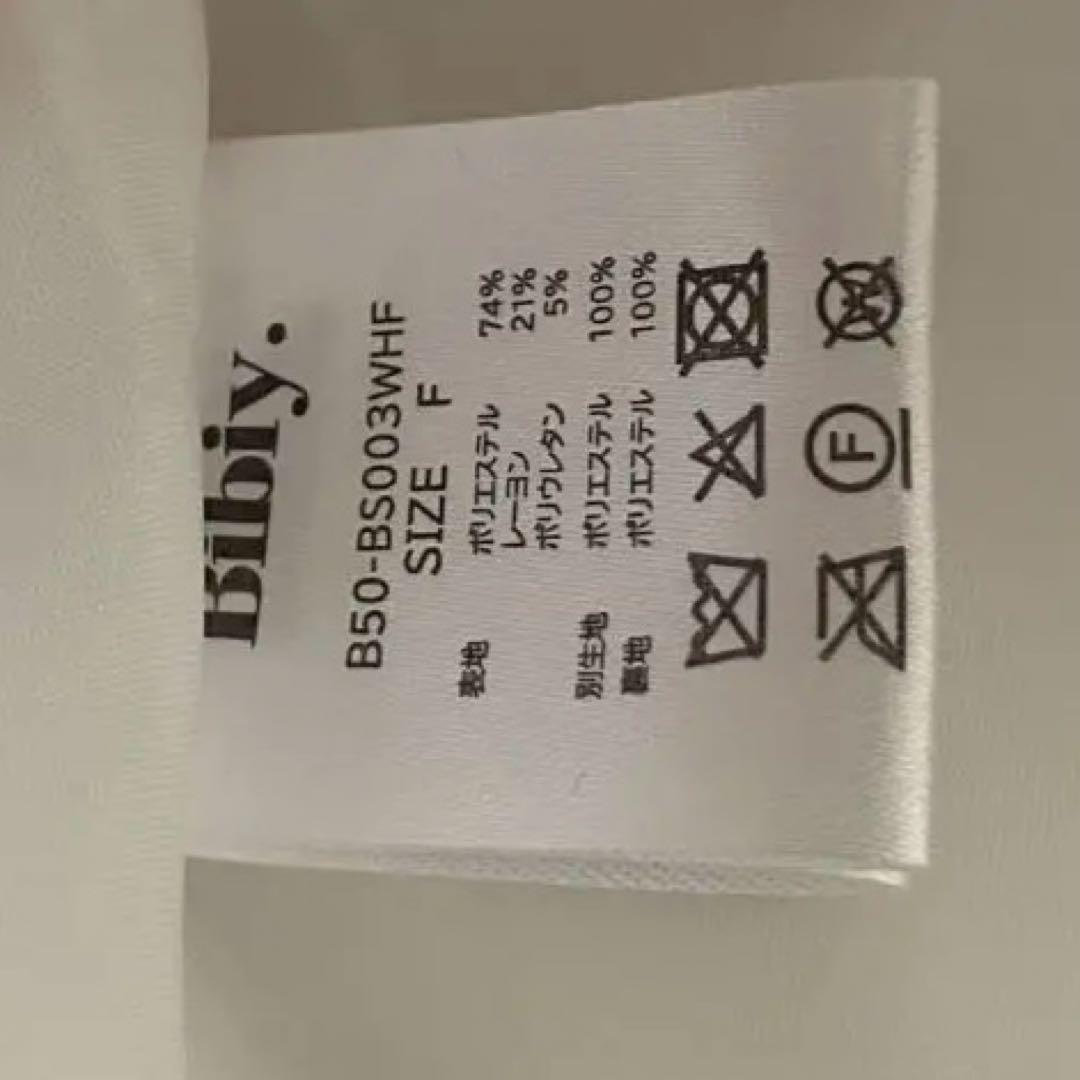 Bibiy.
B50-BS003WHF
SIZE F
表地 ポリエステル 74%
レーヨン 21%
ポリウレタン 5%
別生地 ポリエステル 100%
裏地 ポリエステル 100%
F
W